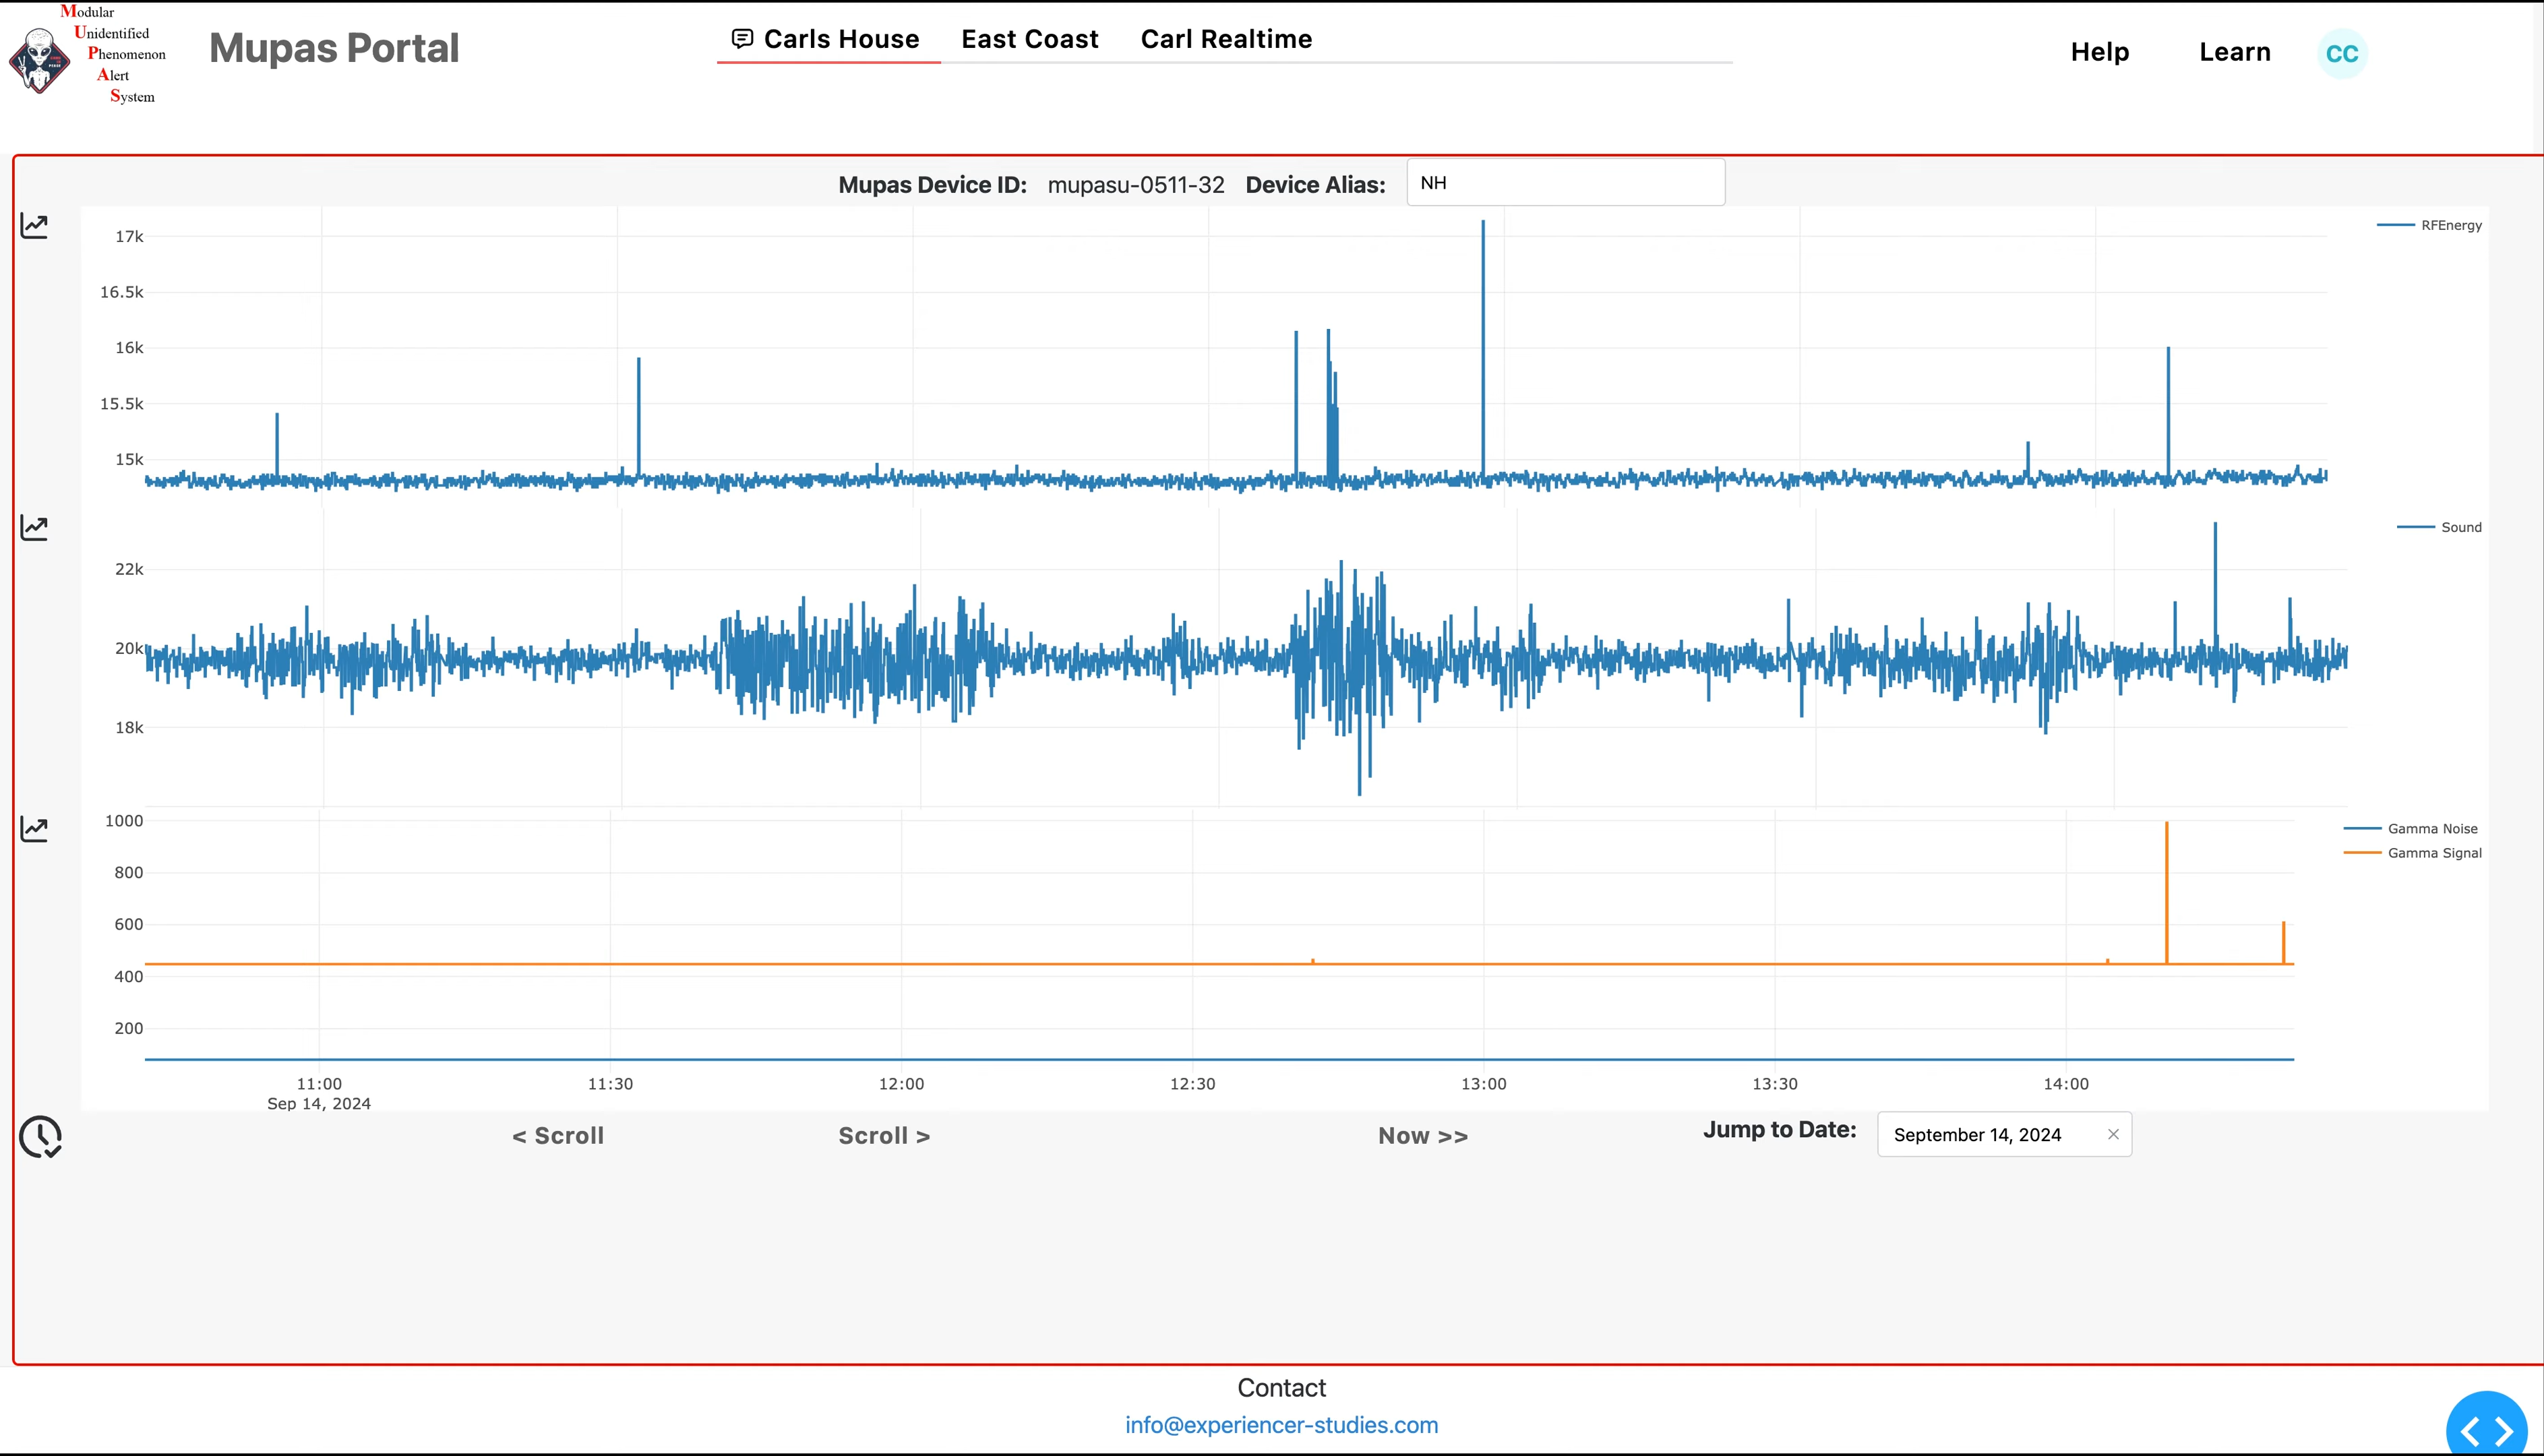 Modular
Unidentified
Phenomenon
Alert
System
Mupas Portal
Carls House
East Coast
Carl Realtime
Help
Learn
CC
Mupas Device ID: mupasu-0511-32 Device Alias: NH
17k
16.5k
16k
15.5k
15k
RFEnergy
22k
20k
18k
Sound
1000
800
600
400
200
Gamma Noise
Gamma Signal
11:00
11:30
12:00
12:30
13:00
13:30
14:00
Sep 14, 2024
< Scroll
Scroll >
Now >>
Jump to Date: September 14, 2024
Contact
info@experiencer-studies.com